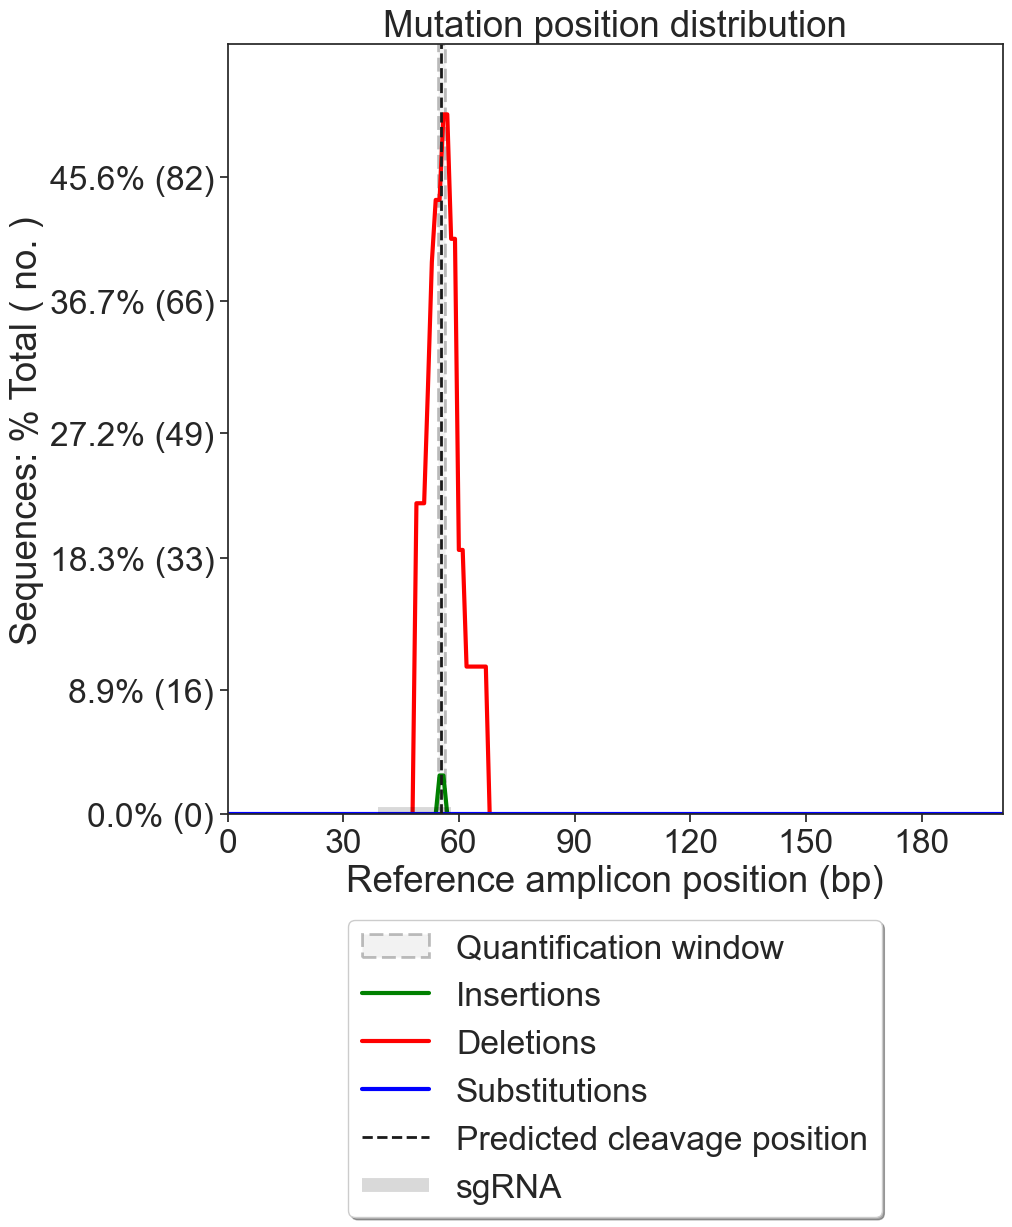 Mutation position distribution
Sequences: % Total ( no. )
45.6% (82)
36.7% (66)
27.2% (49)
18.3% (33)
8.9% (16)
0.0% (0)
0 30 60 90 120 150 180
Reference amplicon position (bp)
Quantification window
Insertions
Deletions
Substitutions
Predicted cleavage position
sgRNA